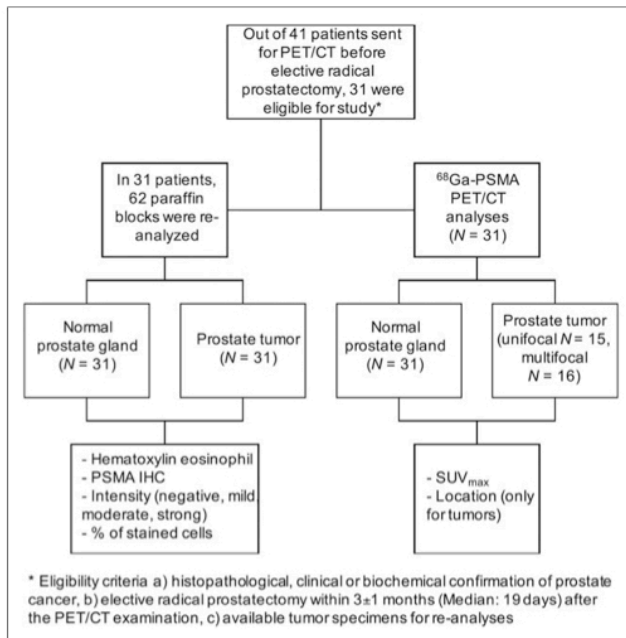 Out of 41 patients sent
for PET/CT before
elective radical
prostatectomy, 31 were
eligible for study*
In 31 patients,
62 paraffin
blocks were re-
analyzed
⁶⁸Ga-PSMA
PET/CT
analyses
(N = 31)
Normal
prostate gland
(N = 31)
Prostate tumor
(N = 31)
Normal
prostate gland
(N = 31)
Prostate tumor
(unifocal N = 15,
multifocal
N = 16)
- Hematoxylin eosinophil
- PSMA IHC
- Intensity (negative, mild
moderate, strong)
- % of stained cells
- SUVmax
- Location (only
for tumors)
* Eligibility criteria a) histopathological, clinical or biochemical confirmation of prostate
cancer, b) elective radical prostatectomy within 3±1 months (Median: 19 days) after
the PET/CT examination, c) available tumor specimens for re-analyses